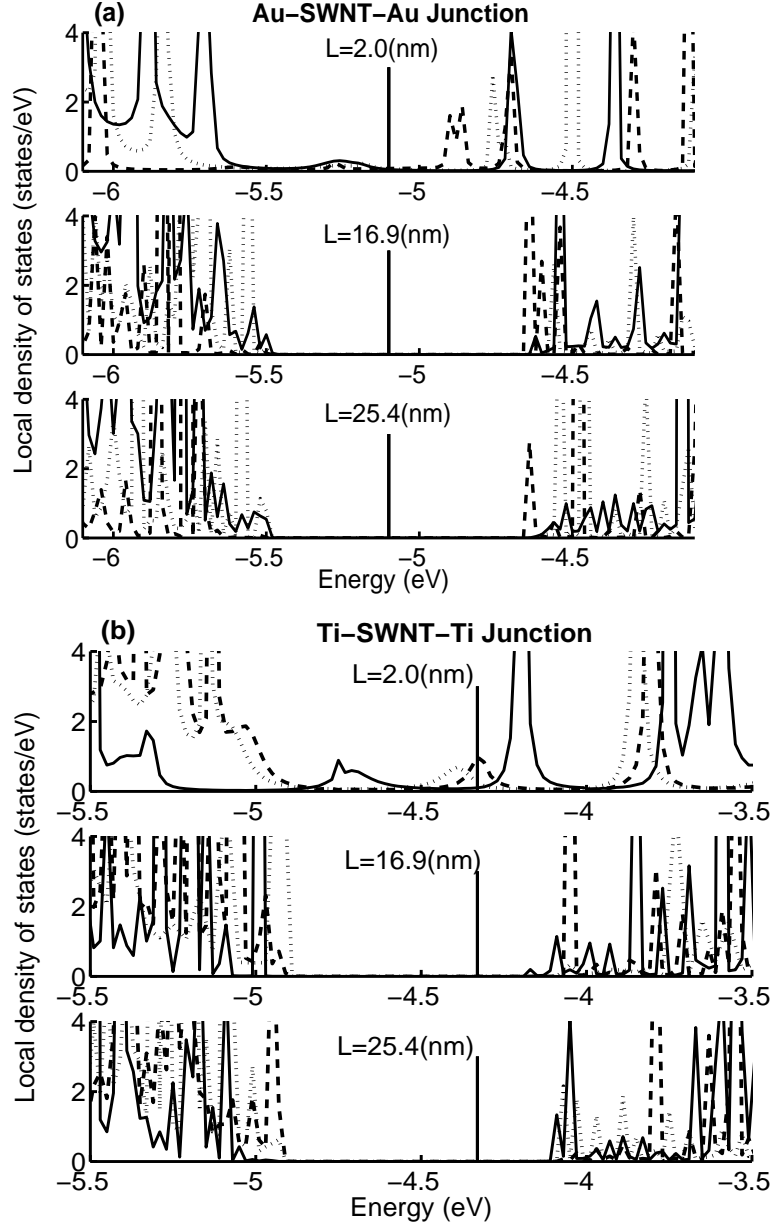 (a) Au−SWNT−Au Junction
Local density of states (states/eV)
4
2
0
L=2.0(nm)
−6 −5.5 −5 −4.5
4
2
0
L=16.9(nm)
−6 −5.5 −5 −4.5
4
2
0
L=25.4(nm)
−6 −5.5 −5 −4.5
Energy (eV)
(b) Ti−SWNT−Ti Junction
Local density of states (states/eV)
4
2
0
L=2.0(nm)
−5.5 −5 −4.5 −4 −3.5
4
2
0
L=16.9(nm)
−5.5 −5 −4.5 −4 −3.5
4
2
0
L=25.4(nm)
−5.5 −5 −4.5 −4 −3.5
Energy (eV)